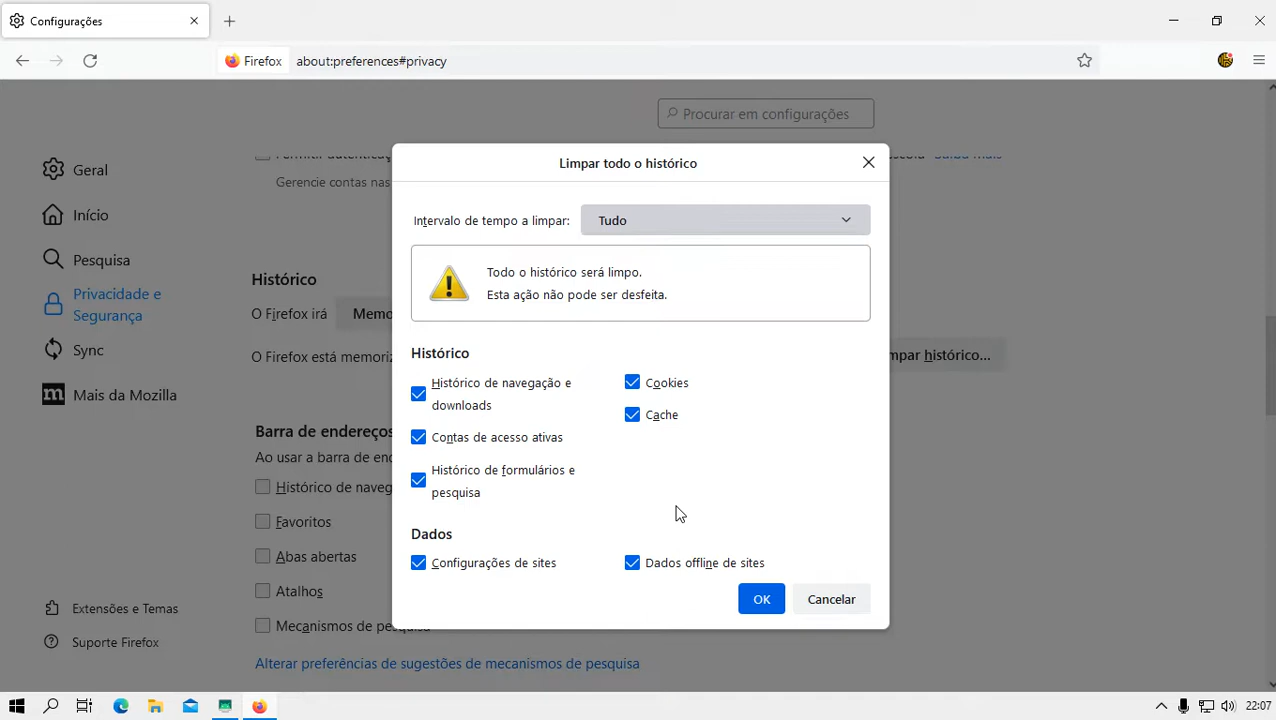 Configurações
Firefox
about:preferences#privacy
Procurar em configurações
Gerencie contas nas
Saiba mais
Geral
Início
Pesquisa
Privacidade e
Segurança
Sync
Mais da Mozilla
Extensões e Temas
Suporte Firefox
Histórico
O Firefox irá
Memo
O Firefox está memoriz
mpar histórico...
Barra de endereços
Ao usar a barra de end
Histórico de naveg
Favoritos
Abas abertas
Atalhos
Mecanismos de pesquisa
Alterar preferências de sugestões de mecanismos de pesquisa
Limpar todo o histórico
Intervalo de tempo a limpar:
Tudo
Todo o histórico será limpo.
Esta ação não pode ser desfeita.
Histórico
Histórico de navegação e
downloads
Cookies
Cache
Contas de acesso ativas
Histórico de formulários e
pesquisa
Dados
Configurações de sites
Dados offline de sites
OK
Cancelar
22:07